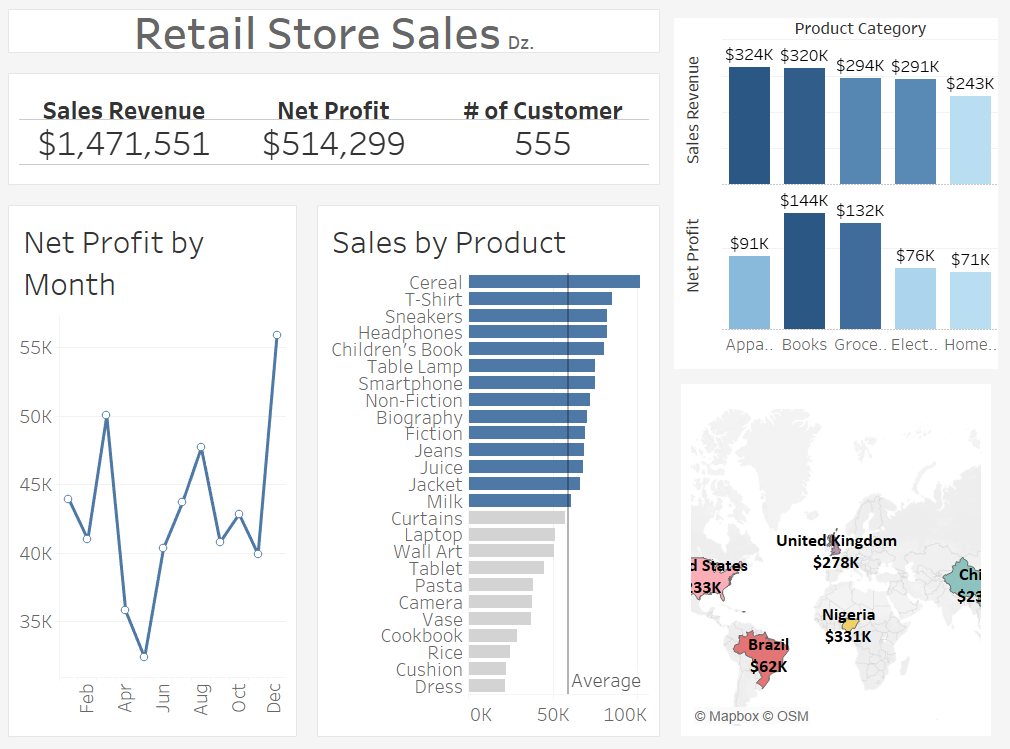 Retail Store Sales Dz.
Sales Revenue Net Profit # of Customer
$1,471,551 $514,299 555
Net Profit by
Month
55K
50K
45K
40K
35K
Feb Apr Jun Aug Oct Dec
Sales by Product
Cereal
T-Shirt
Sneakers
Headphones
Children's Book
Table Lamp
Smartphone
Non-Fiction
Biography
Fiction
Jeans
Juice
Jacket
Milk
Curtains
Laptop
Wall Art
Tablet
Pasta
Camera
Vase
Cookbook
Rice
Cushion
Dress
Average
0K 50K 100K
Product Category
Sales Revenue
$324K $320K $294K $291K $243K
Net Profit
$91K $144K $132K $76K $71K
Appa.. Books Groce.. Elect.. Home..
United Kingdom
$278K
d States
233K
Chi
$23
Nigeria
$331K
Brazil
$62K
© Mapbox © OSM